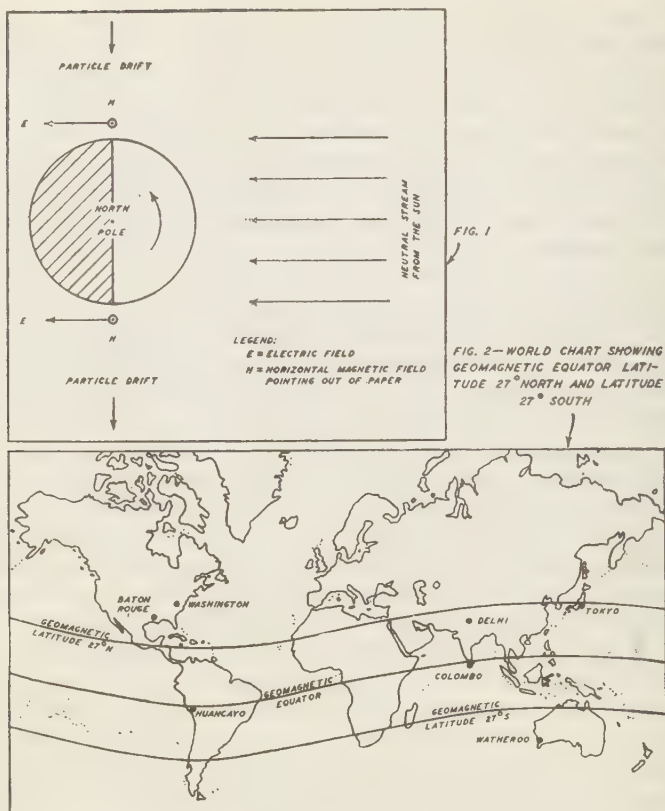 PARTICLE DRIFT
H
E
NORTH
POLE
E
H
PARTICLE DRIFT
NEUTRAL STREAM
FROM THE SUN
FIG. 1
LEGEND:
E = ELECTRIC FIELD
H = HORIZONTAL MAGNETIC FIELD
POINTING OUT OF PAPER
FIG. 2—WORLD CHART SHOWING
GEOMAGNETIC EQUATOR LATI-
TUDE 27° NORTH AND LATITUDE
27° SOUTH
BATON
ROUGE
WASHINGTON
GEOMAGNETIC
LATITUDE 27°N
DELHI
TOKYO
COLOMBO
GEOMAGNETIC
EQUATOR
HUANCAYO
GEOMAGNETIC
LATITUDE 27°S
WATHEROO